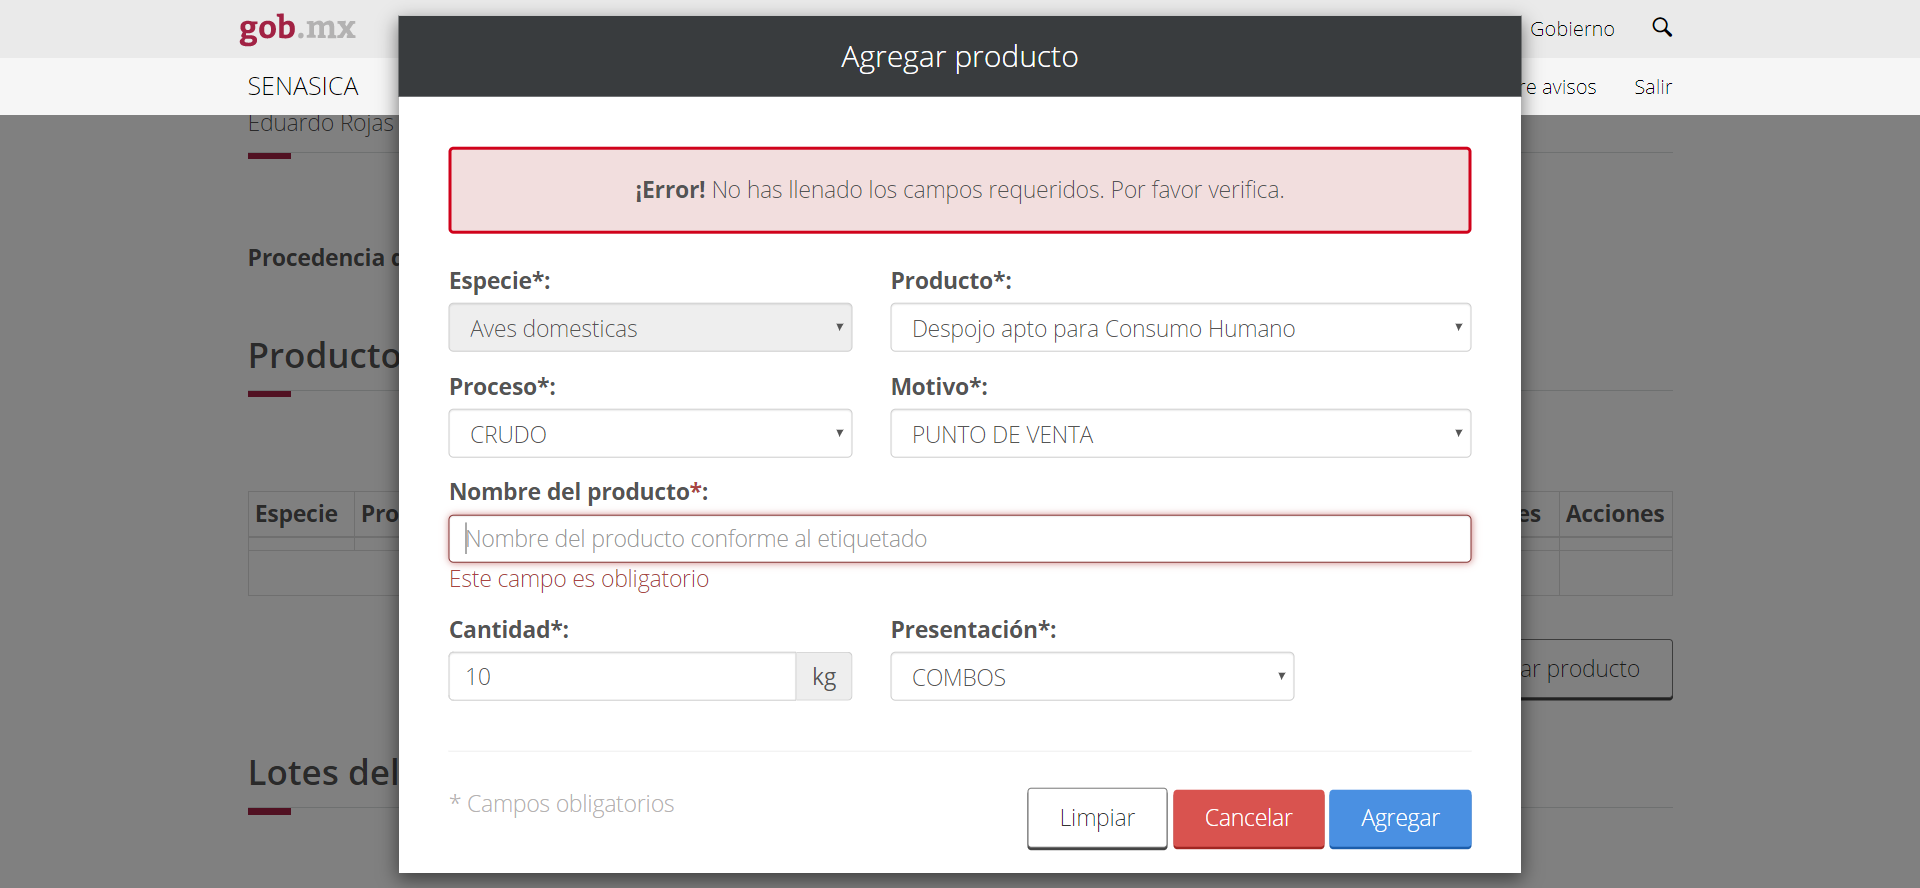 gob.mx
Gobierno
Agregar producto
SENASICA
re avisos
Salir
Eduardo Rojas
¡Error! No has llenado los campos requeridos. Por favor verifica.
Procedencia
Especie*:
Producto*:
Aves domesticas
Despojo apto para Consumo Humano
Producto
Proceso*:
Motivo*:
CRUDO
PUNTO DE VENTA
Nombre del producto*:
Especie
Pro
es
Acciones
Nombre del producto conforme al etiquetado
Este campo es obligatorio
Cantidad*:
Presentación*:
10
kg
COMBOS
ar producto
Lotes del
* Campos obligatorios
Limpiar
Cancelar
Agregar